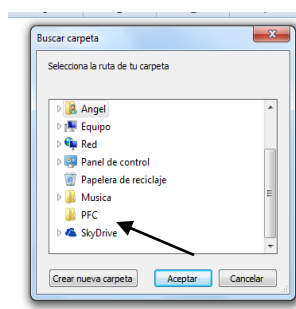 Buscar carpeta
Selecciona la ruta de tu carpeta
Angel
Equipo
Red
Panel de control
Papelera de reciclaje
Musica
PFC
SkyDrive
Crear nueva carpeta Aceptar Cancelar